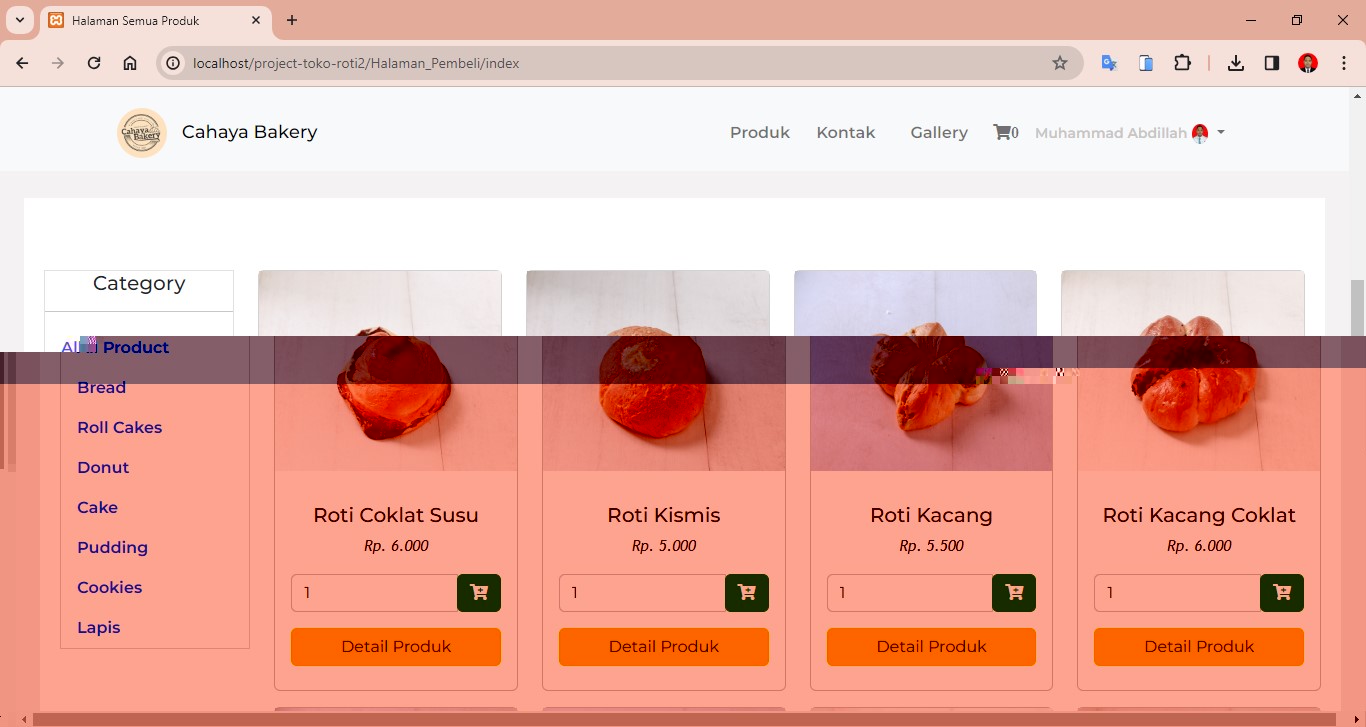 Halaman Semua Produk
localhost/project-toko-roti2/Halaman_Pembeli/index
Cahaya Bakery
Cahaya Bakery
Produk
Kontak
Gallery
0
Muhammad Abdillah
Category
All Product
Bread
Roll Cakes
Donut
Cake
Pudding
Cookies
Lapis
Roti Coklat Susu
Rp. 6.000
1
Detail Produk
Roti Kismis
Rp. 5.000
1
Detail Produk
Roti Kacang
Rp. 5.500
1
Detail Produk
Roti Kacang Coklat
Rp. 6.000
1
Detail Produk